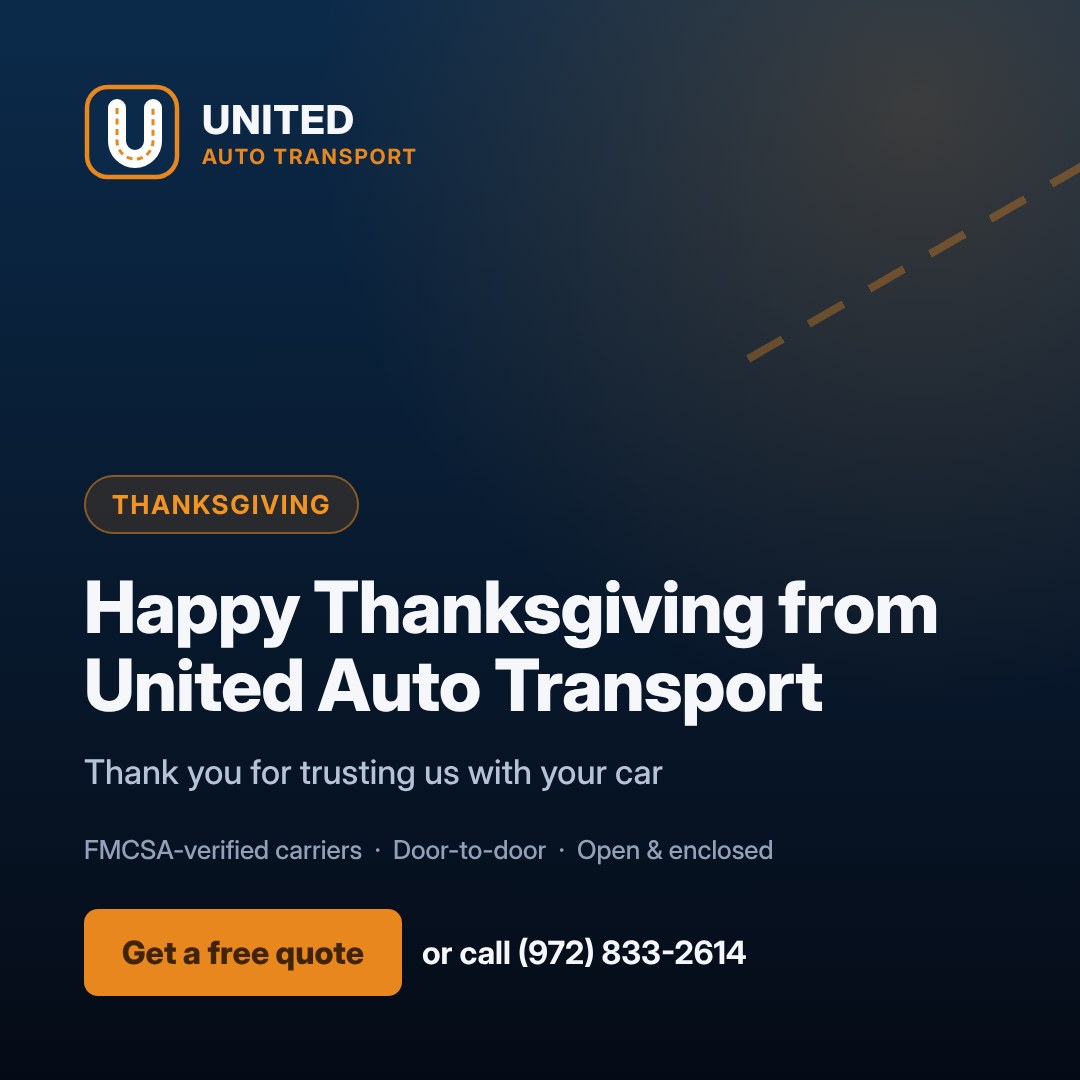 U
UNITED
AUTO TRANSPORT
THANKSGIVING
Happy Thanksgiving from
United Auto Transport
Thank you for trusting us with your car
FMCSA-verified carriers · Door-to-door · Open & enclosed
Get a free quote or call (972) 833-2614